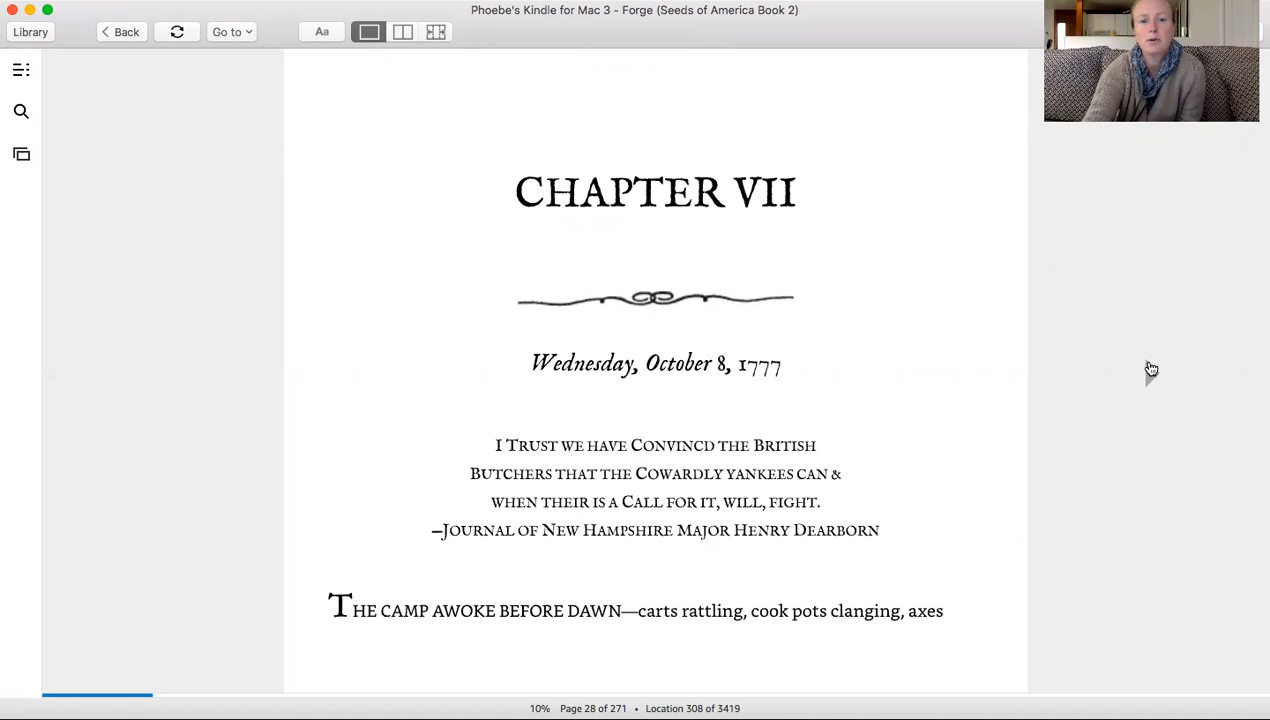 Phoebe's Kindle for Mac 3 - Forge (Seeds of America Book 2)
Library
Back
Go to
Aa
CHAPTER VII
Wednesday, October 8, 1777
I TRUST WE HAVE CONVINCD THE BRITISH
BUTCHERS THAT THE COWARDLY YANKEES CAN &
WHEN THEIR IS A CALL FOR IT, WILL, FIGHT.
—JOURNAL OF NEW HAMPSHIRE MAJOR HENRY DEARBORN
THE CAMP AWOKE BEFORE DAWN—carts rattling, cook pots clanging, axes
10% Page 28 of 271 • Location 308 of 3419